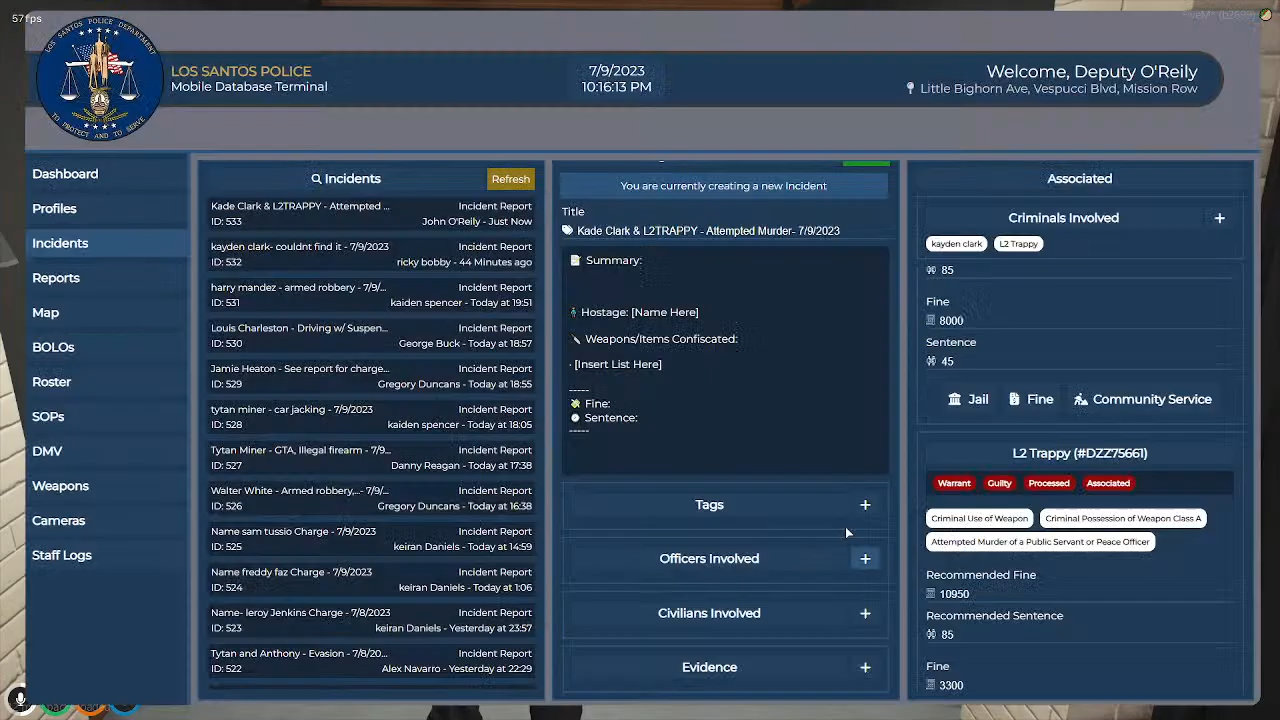 57 fps
LOS SANTOS POLICE DEPARTMENT
TO PROTECT AND TO SERVE
LOS SANTOS POLICE
Mobile Database Terminal
7/9/2023
10:16:13 PM
Welcome, Deputy O'Reily
Little Bighorn Ave, Vespucci Blvd, Mission Row
Dashboard
Profiles
Incidents
Reports
Map
BOLOs
Roster
SOPs
DMV
Weapons
Cameras
Staff Logs
Incidents
Refresh
Kade Clark & L2TRAPPY - Attempted ... Incident Report
ID: 533 John O'Reily - Just Now
kayden clark- couldnt find it - 7/9/2023 Incident Report
ID: 532 ricky bobby - 44 Minutes ago
harry mandez - armed robbery - 7/9/... Incident Report
ID: 531 kaiden spencer - Today at 19:51
Louis Charleston - Driving w/ Suspen... Incident Report
ID: 530 George Buck - Today at 18:57
Jamie Heaton - See report for charge... Incident Report
ID: 529 Gregory Duncans - Today at 18:55
tytan miner - car jacking - 7/9/2023 Incident Report
ID: 528 kaiden spencer - Today at 18:05
Tytan Miner - GTA, Illegal firearm - 7/9... Incident Report
ID: 527 Danny Reagan - Today at 17:38
Walter White - Armed robbery,...- 7/9/... Incident Report
ID: 526 Gregory Duncans - Today at 16:38
Name sam tussio Charge - 7/9/2023 Incident Report
ID: 525 keiran Daniels - Today at 14:59
Name freddy faz Charge - 7/9/2023 Incident Report
ID: 524 keiran Daniels - Today at 1:06
Name- leroy Jenkins Charge - 7/8/2023 Incident Report
ID: 523 keiran Daniels - Yesterday at 23:57
Tytan and Anthony - Evasion - 7/8/20... Incident Report
ID: 522 Alex Navarro - Yesterday at 22:29
You are currently creating a new Incident
Title
Kade Clark & L2TRAPPY - Attempted Murder- 7/9/2023
Summary:
Hostage: [Name Here]
Weapons/Items Confiscated:
· [Insert List Here]
-----
Fine:
Sentence:
-----
Tags +
Officers Involved +
Civilians Involved +
Evidence +
Associated
Criminals Involved +
kayden clark L2 Trappy
85
Fine
8000
Sentence
45
Jail Fine Community Service
L2 Trappy (#DZZ75661)
Warrant Guilty Processed Associated
Criminal Use of Weapon Criminal Possession of Weapon Class A
Attempted Murder of a Public Servant or Peace Officer
Recommended Fine
10950
Recommended Sentence
85
Fine
3300